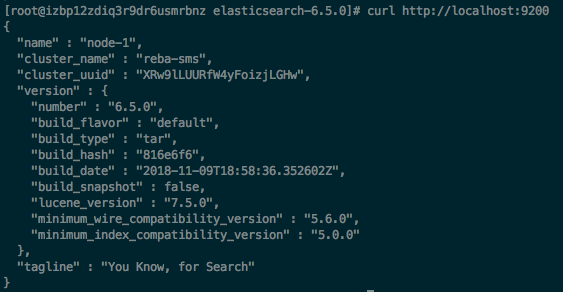 [root@izbp12zdiq3r9dr6usmrbnz elasticsearch-6.5.0]# curl http://localhost:9200
{
  "name" : "node-1",
  "cluster_name" : "reba-sms",
  "cluster_uuid" : "XRw9lLUURfW4yFoizjLGHw",
  "version" : {
    "number" : "6.5.0",
    "build_flavor" : "default",
    "build_type" : "tar",
    "build_hash" : "816e6f6",
    "build_date" : "2018-11-09T18:58:36.352602Z",
    "build_snapshot" : false,
    "lucene_version" : "7.5.0",
    "minimum_wire_compatibility_version" : "5.6.0",
    "minimum_index_compatibility_version" : "5.0.0"
  },
  "tagline" : "You Know, for Search"
}